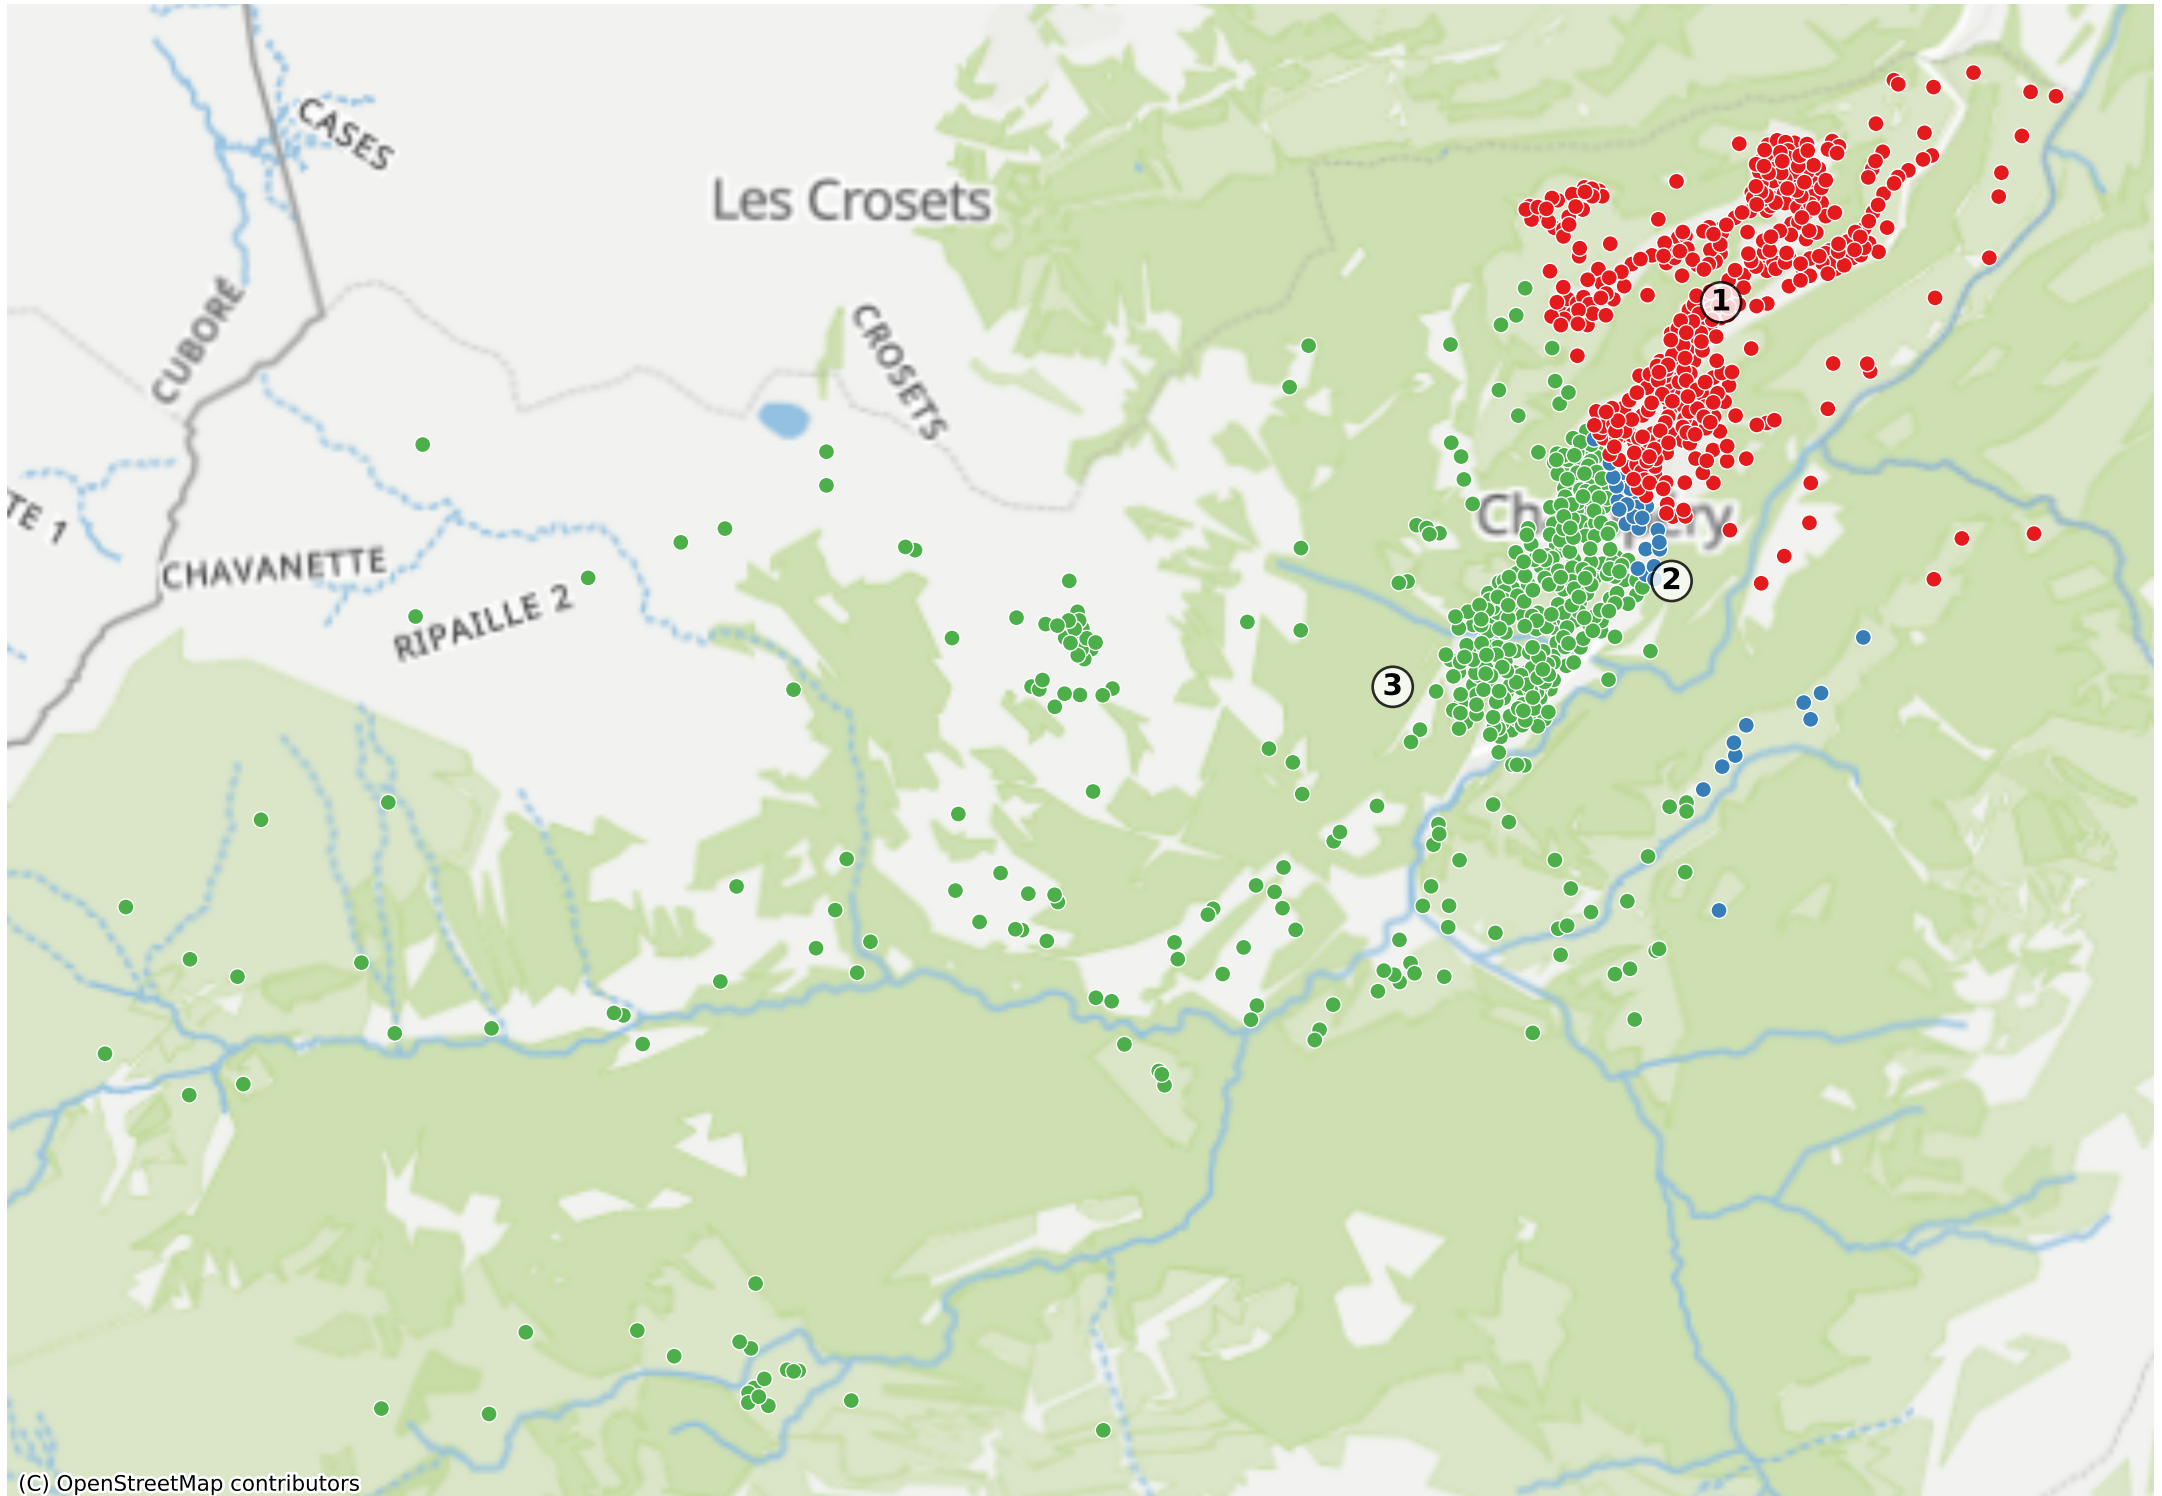 CASES
Les Crosets
CUBORÉ
CROSETS
1
TE 1
CHAVANETTE
RIPAILLE 2
2
3
(C) OpenStreetMap contributors